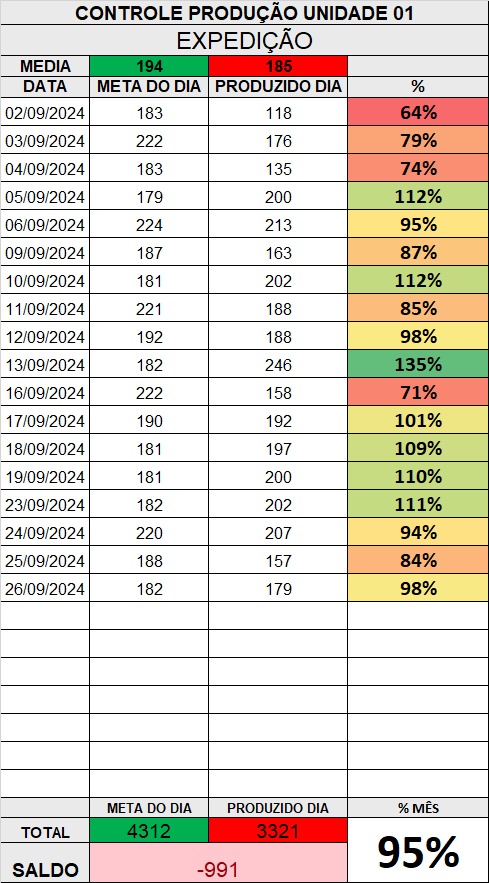 CONTROLE PRODUÇÃO UNIDADE 01
EXPEDIÇÃO
MEDIA 194 185
DATA META DO DIA PRODUZIDO DIA %
02/09/2024 183 118 64%
03/09/2024 222 176 79%
04/09/2024 183 135 74%
05/09/2024 179 200 112%
06/09/2024 224 213 95%
09/09/2024 187 163 87%
10/09/2024 181 202 112%
11/09/2024 221 188 85%
12/09/2024 192 188 98%
13/09/2024 182 246 135%
16/09/2024 222 158 71%
17/09/2024 190 192 101%
18/09/2024 181 197 109%
19/09/2024 181 200 110%
23/09/2024 182 202 111%
24/09/2024 220 207 94%
25/09/2024 188 157 84%
26/09/2024 182 179 98%
META DO DIA PRODUZIDO DIA % MÊS
TOTAL 4312 3321 95%
SALDO -991